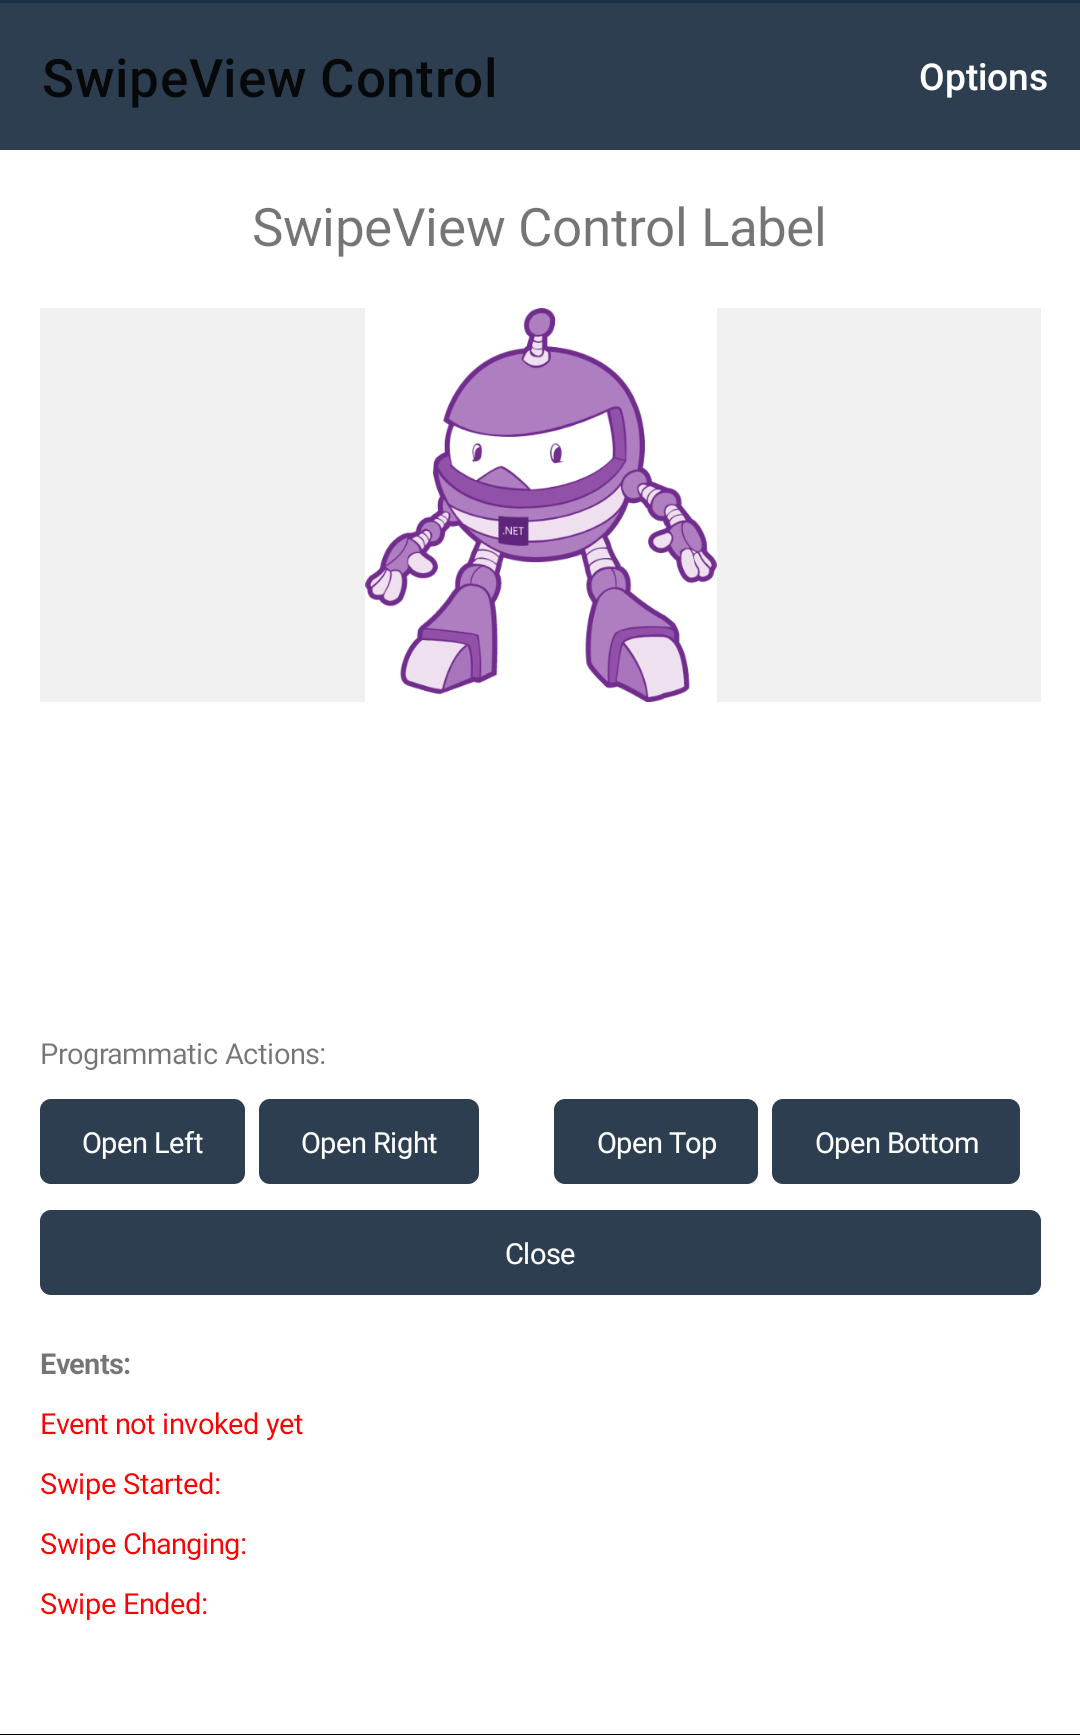 SwipeView Control
Options
SwipeView Control Label
.NET
Programmatic Actions:
Open Left
Open Right
Open Top
Open Bottom
Close
Events:
Event not invoked yet
Swipe Started:
Swipe Changing:
Swipe Ended: